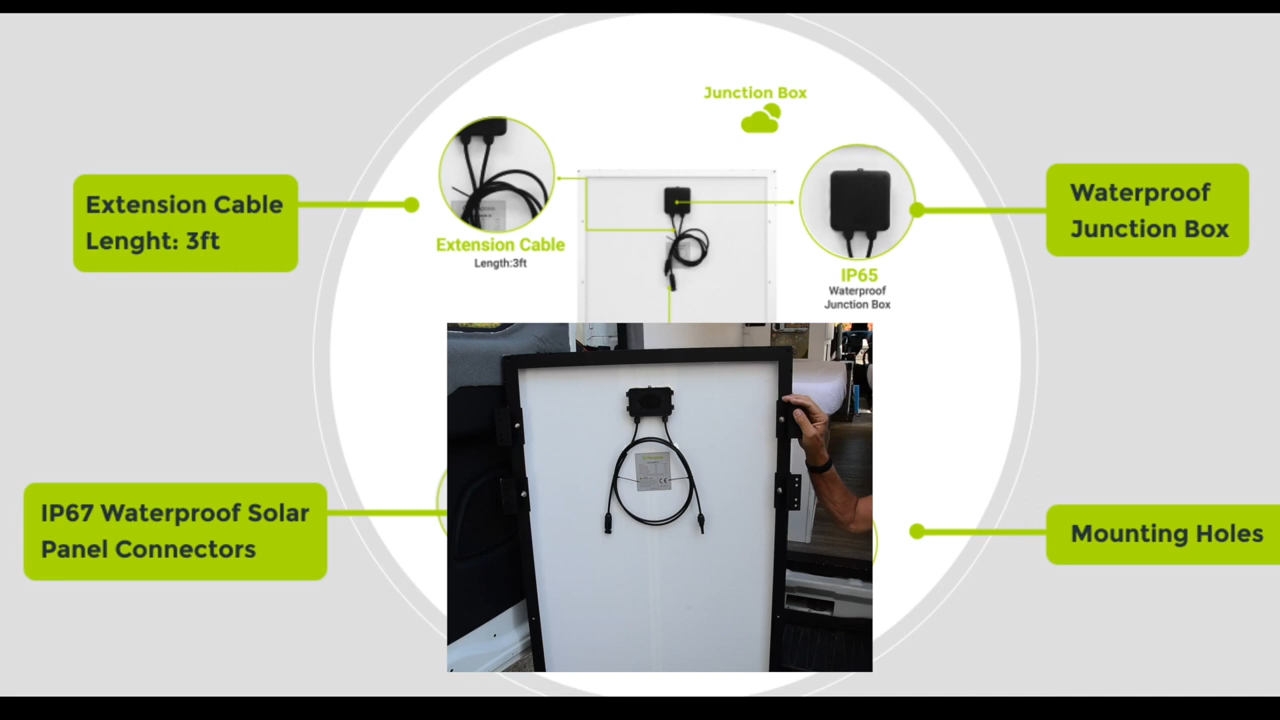 Junction Box
Extension Cable
Lenght: 3ft
Waterproof
Junction Box
Extension Cable
Length:3ft
IP65
Waterproof
Junction Box
IP67 Waterproof Solar
Panel Connectors
Mounting Holes